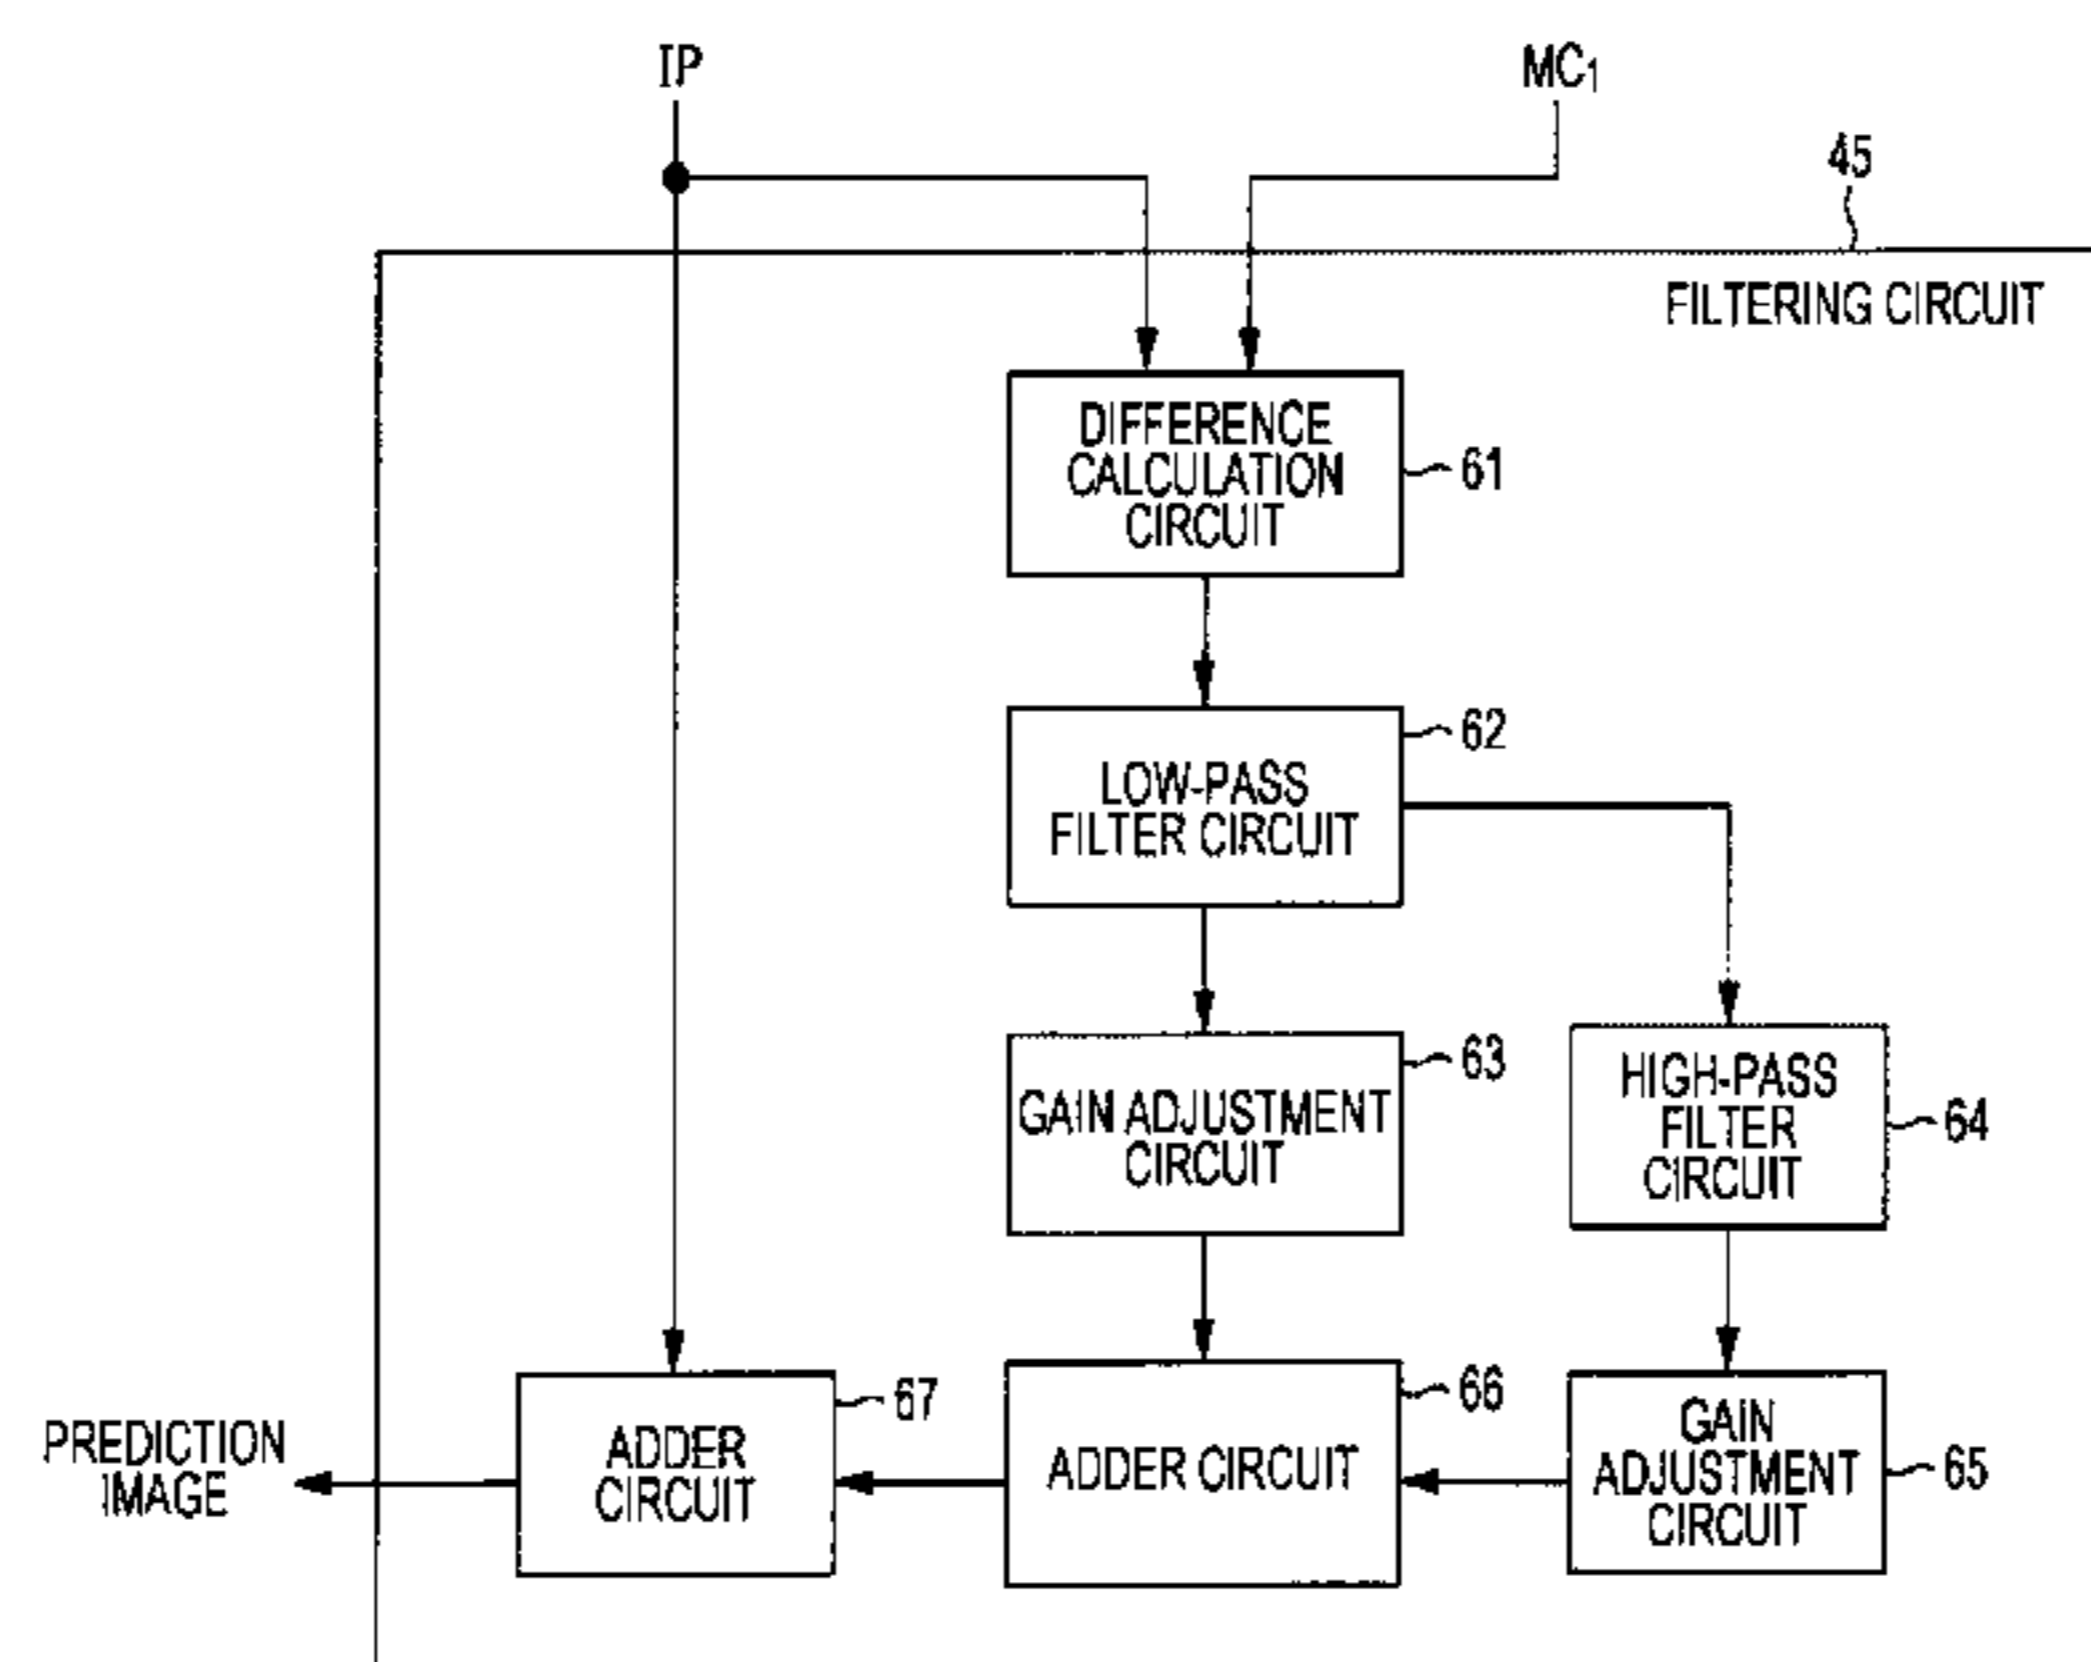 IP
MC1
45
FILTERING CIRCUIT
DIFFERENCE
CALCULATION
CIRCUIT
61
62
LOW-PASS
FILTER CIRCUIT
63
GAIN ADJUSTMENT
CIRCUIT
HIGH-PASS
FILTER
CIRCUIT
64
PREDICTION
IMAGE
67
ADDER
CIRCUIT
66
ADDER CIRCUIT
GAIN
ADJUSTMENT
CIRCUIT
65